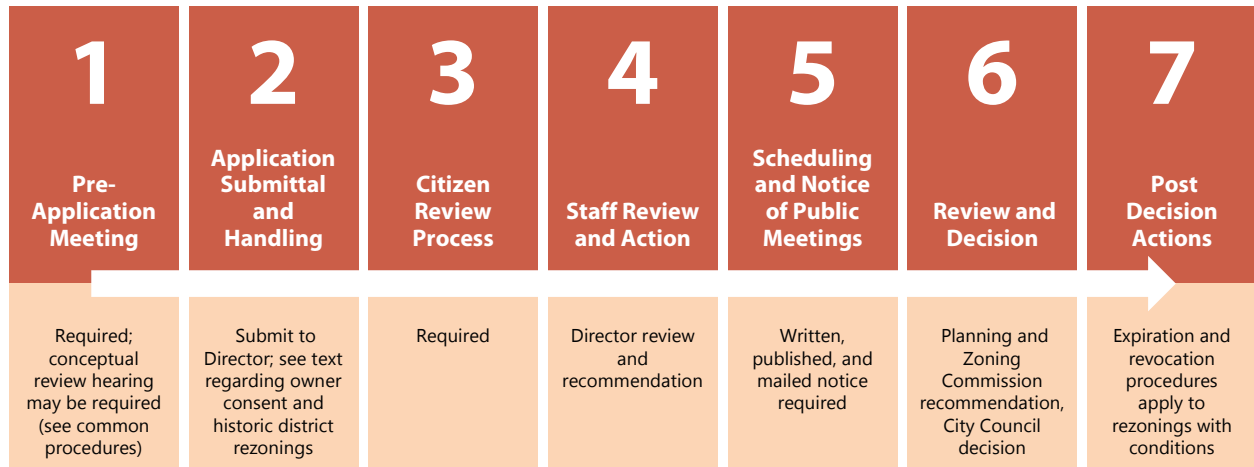 1
Pre-
Application
Meeting
Required;
conceptual
review hearing
may be required
(see common
procedures)
2
Application
Submittal
and
Handling
Submit to
Director; see text
regarding owner
consent and
historic district
rezonings
3
Citizen
Review
Process
Required
4
Staff Review
and Action
Director review
and
recommendation
5
Scheduling
and Notice
of Public
Meetings
Written,
published, and
mailed notice
required
6
Review and
Decision
Planning and
Zoning
Commission
recommendation,
City Council
decision
7
Post
Decision
Actions
Expiration and
revocation
procedures
apply to
rezonings with
conditions